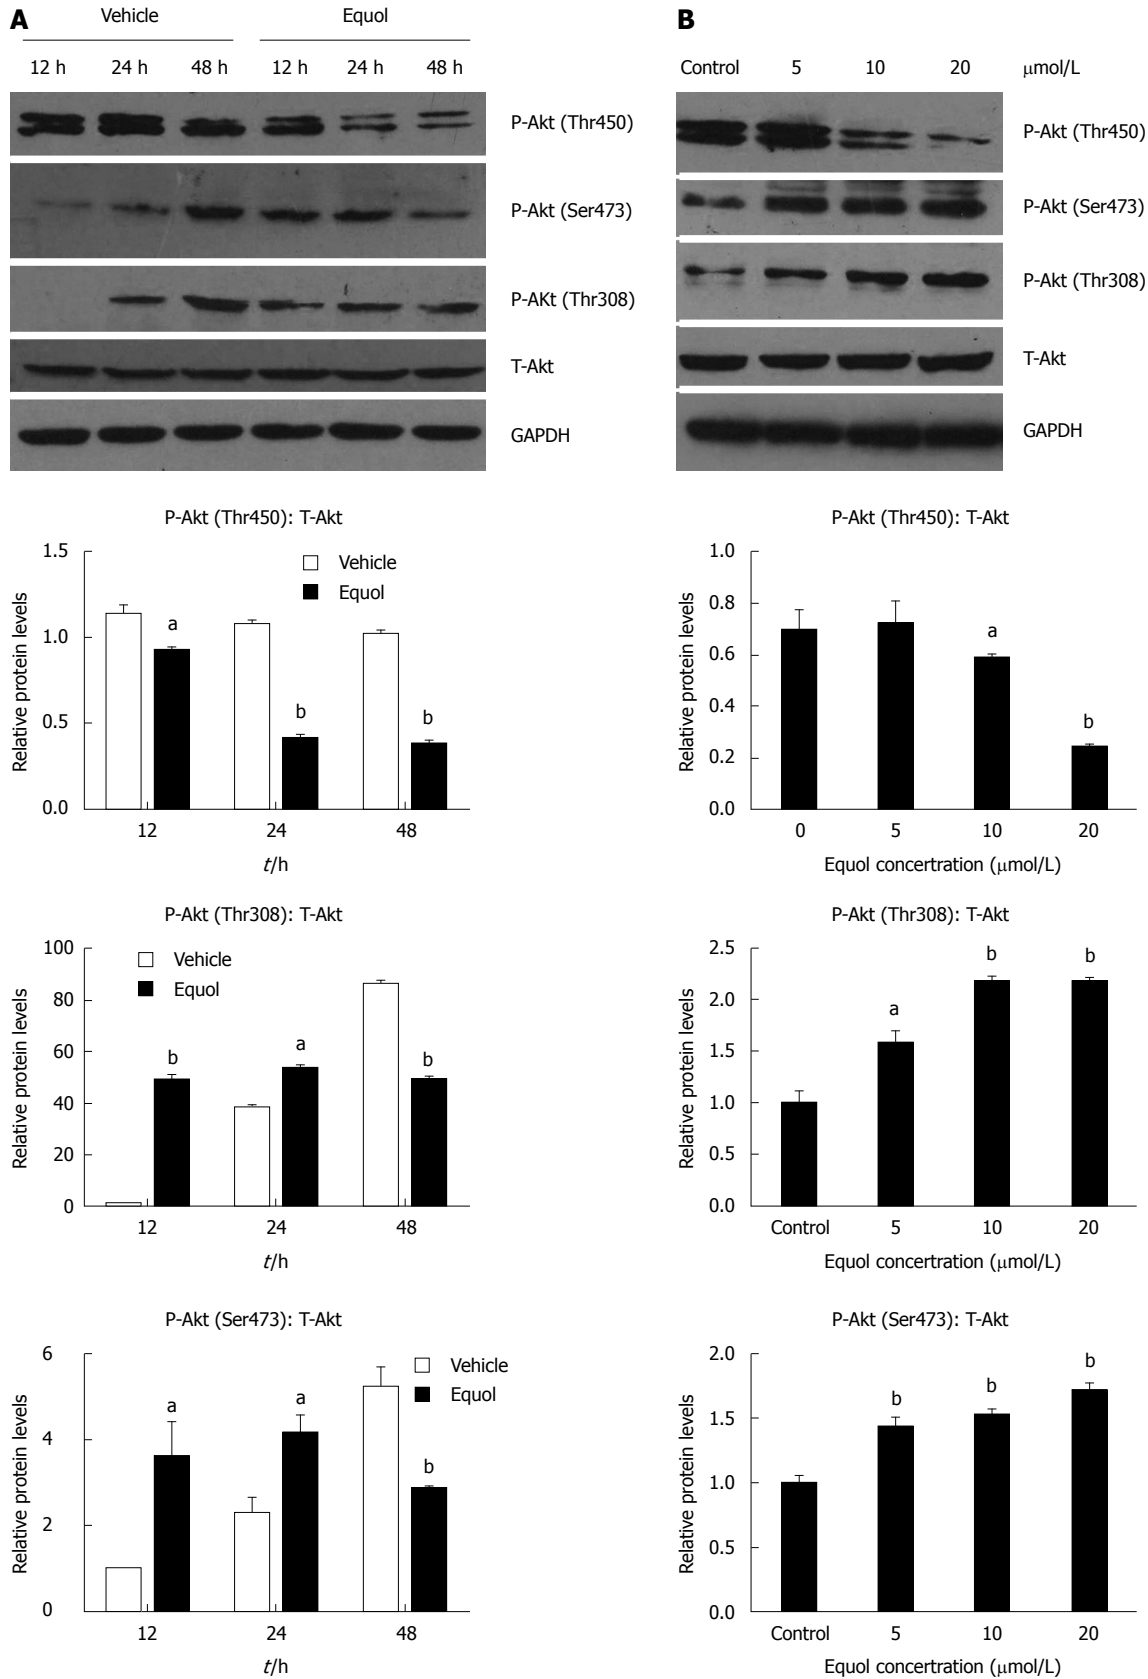 A
Vehicle Equol
12 h 24 h 48 h 12 h 24 h 48 h
P-Akt (Thr450)
P-Akt (Ser473)
P-AKt (Thr308)
T-Akt
GAPDH
B
Control 5 10 20 μmol/L
P-Akt (Thr450)
P-Akt (Ser473)
P-Akt (Thr308)
T-Akt
GAPDH
P-Akt (Thr450): T-Akt
Relative protein levels
1.5
1.0
0.5
0.0
Vehicle
Equol
a
b
b
12 24 48
t/h
P-Akt (Thr450): T-Akt
Relative protein levels
1.0
0.8
0.6
0.4
0.2
0.0
a
b
0 5 10 20
Equol concertration (μmol/L)
P-Akt (Thr308): T-Akt
Relative protein levels
100
80
60
40
20
0
Vehicle
Equol
b
a
b
12 24 48
t/h
P-Akt (Thr308): T-Akt
Relative protein levels
2.5
2.0
1.5
1.0
0.5
0.0
a
b
b
Control 5 10 20
Equol concertration (μmol/L)
P-Akt (Ser473): T-Akt
Relative protein levels
6
4
2
0
Vehicle
Equol
a
a
b
12 24 48
t/h
P-Akt (Ser473): T-Akt
Relative protein levels
2.0
1.5
1.0
0.5
0.0
b
b
b
Control 5 10 20
Equol concertration (μmol/L)